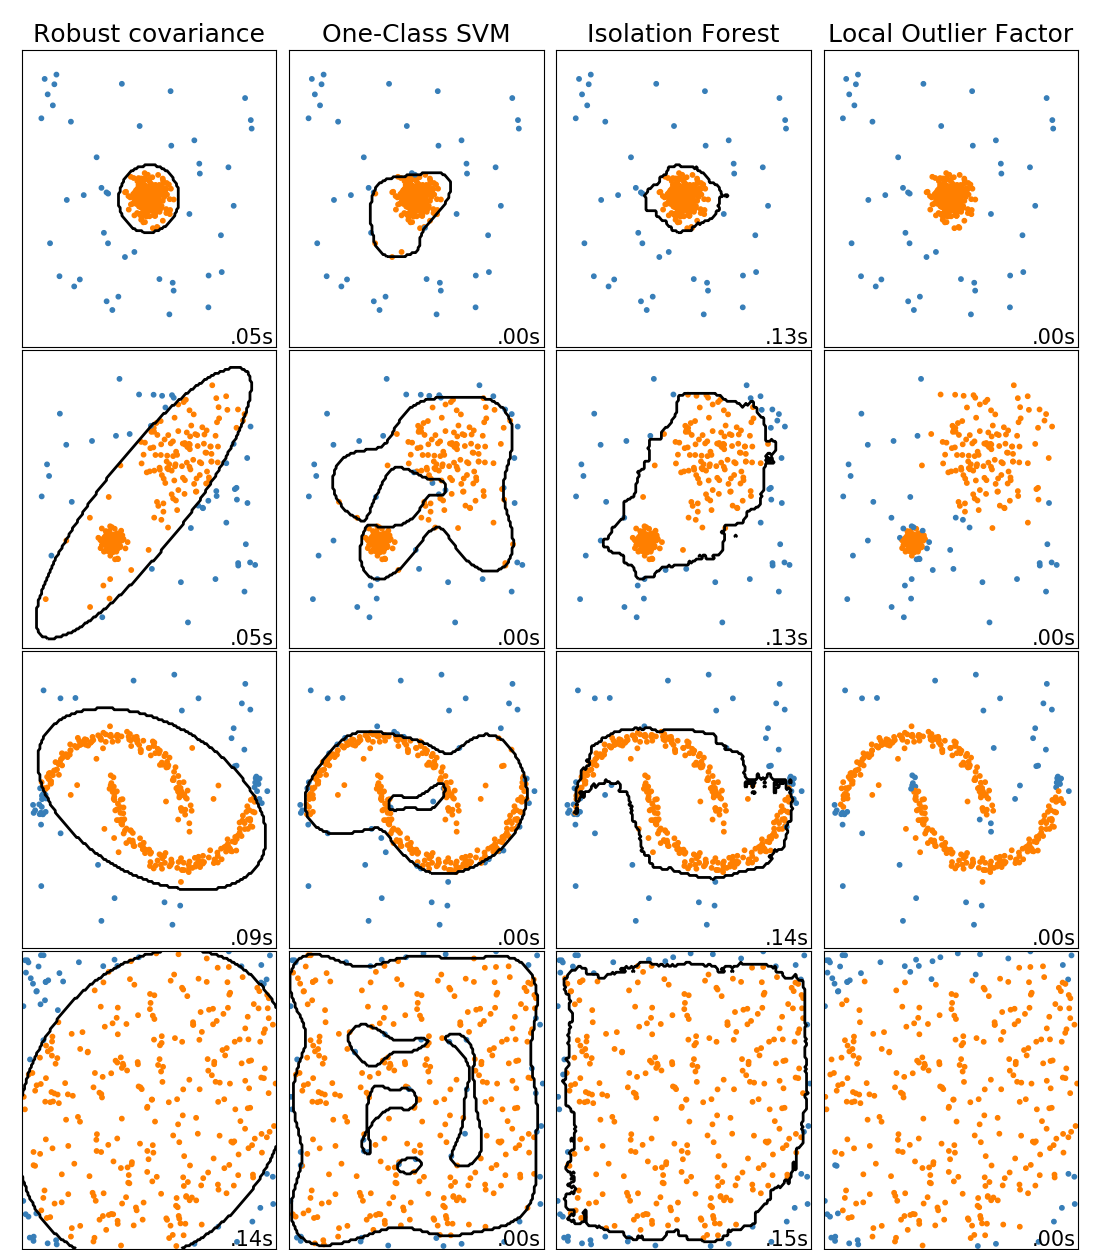 Robust covariance One-Class SVM Isolation Forest Local Outlier Factor
.05s .00s .13s .00s
.05s .00s .13s .00s
.09s .00s .14s .00s
.14s .00s .15s .00s